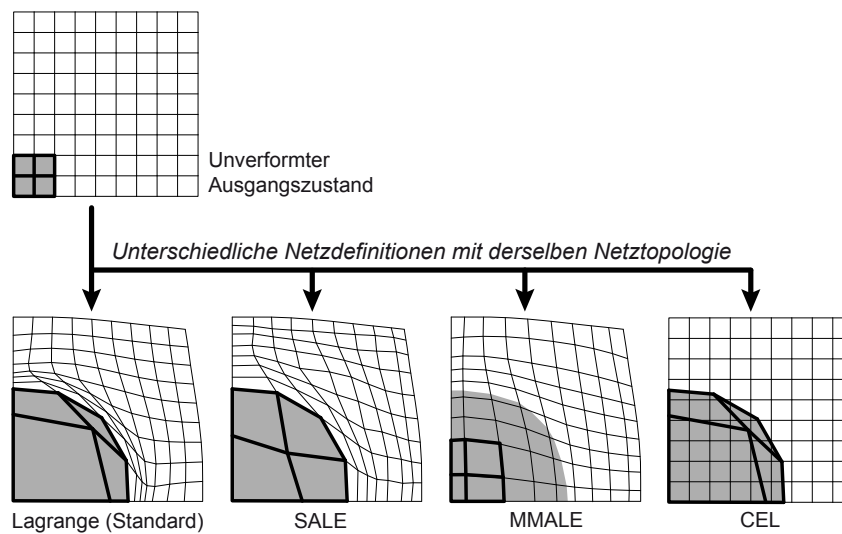 Unverformter
Ausgangszustand
Unterschiedliche Netzdefinitionen mit derselben Netztopologie
Lagrange (Standard)
SALE
MMALE
CEL